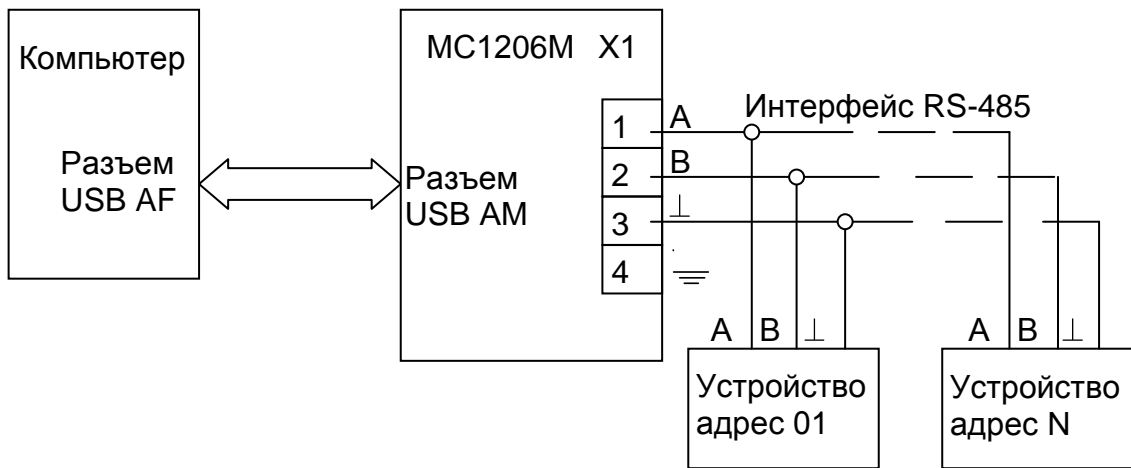 Компьютер
Разъем
USB AF
МС1206М X1
Разъем
USB AM
1
2
3
4
A
B
⊥
Интерфейс RS-485
A B ⊥
Устройство
адрес 01
A B ⊥
Устройство
адрес N